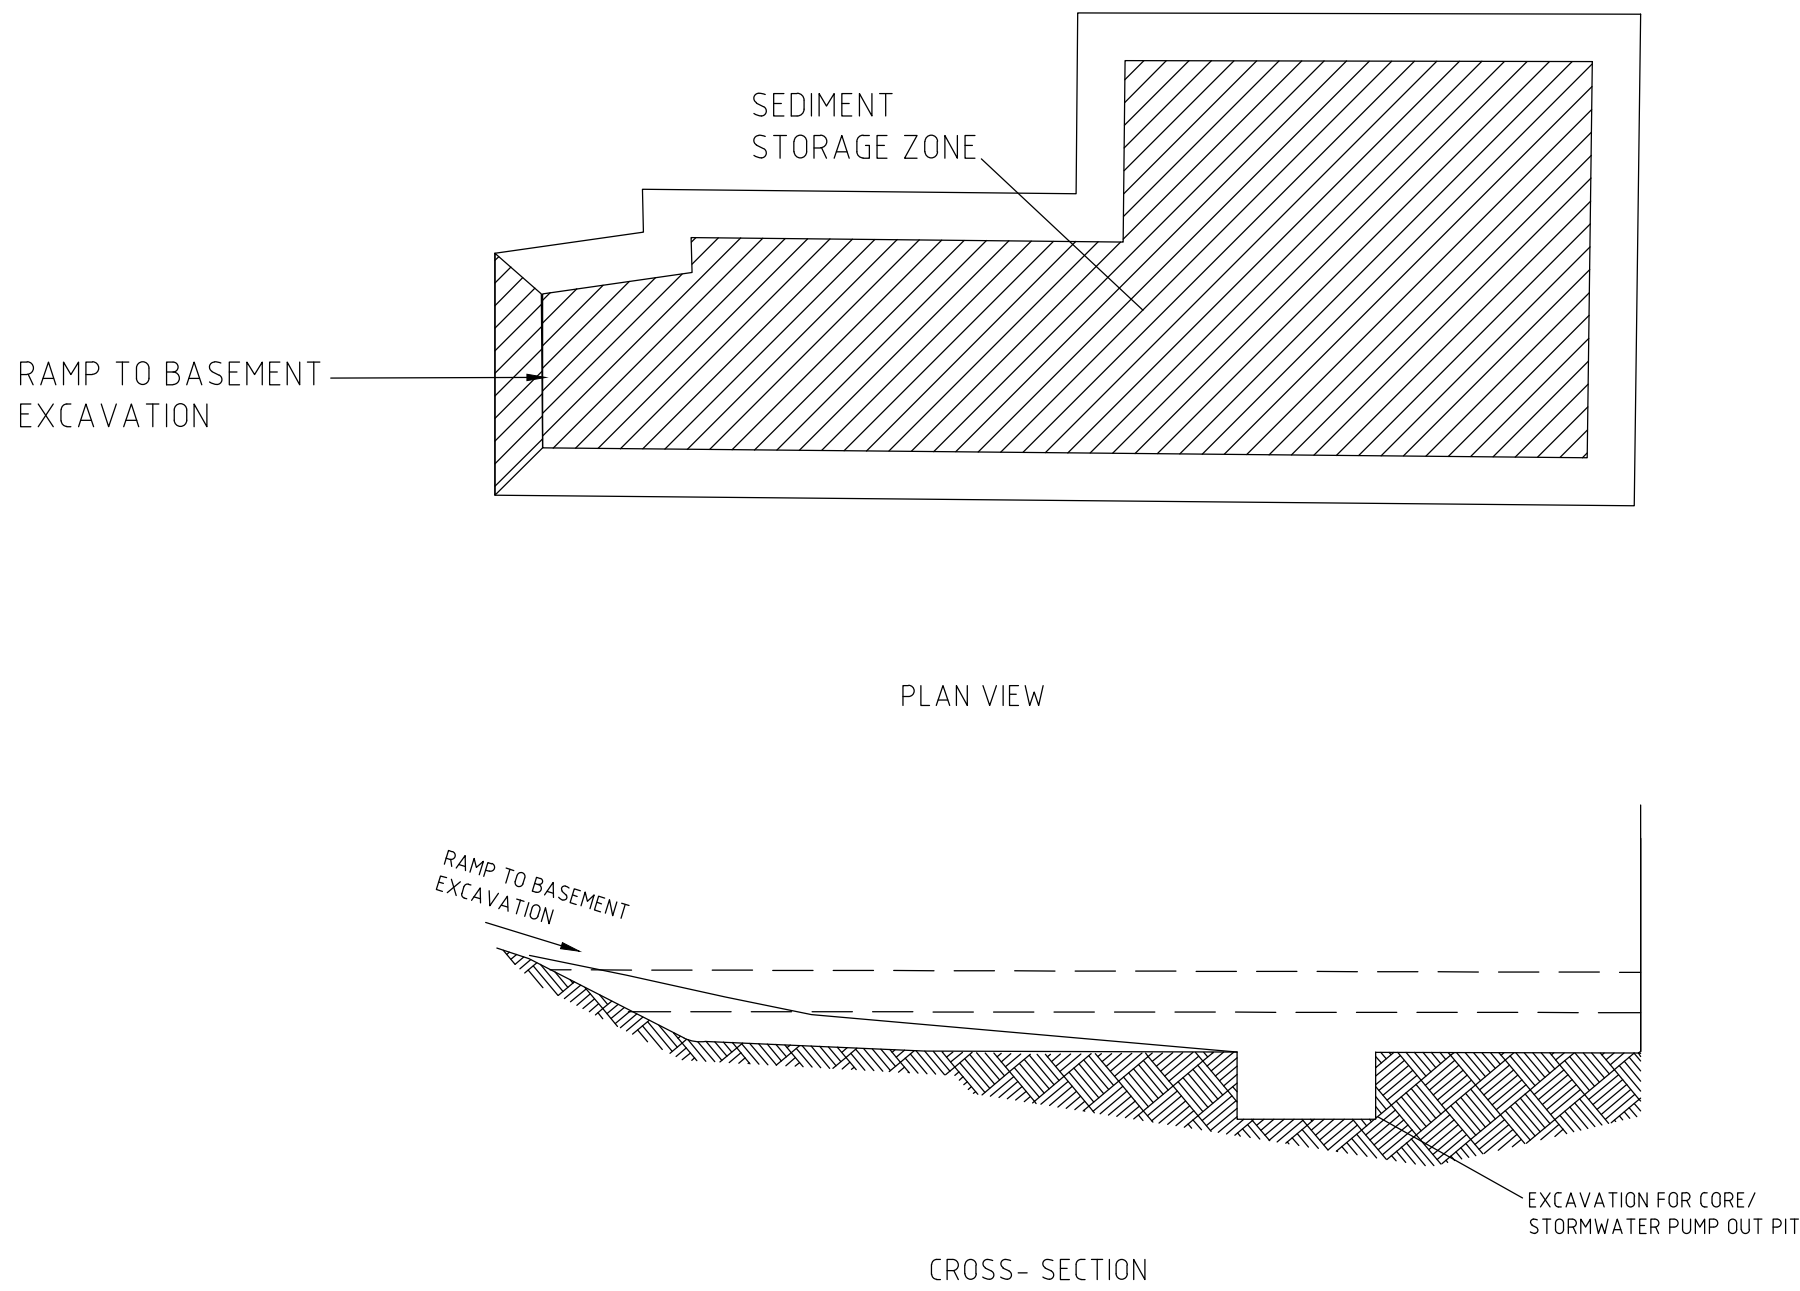 SEDIMENT
STORAGE ZONE
RAMP TO BASEMENT
EXCAVATION
PLAN VIEW
RAMP TO BASEMENT
EXCAVATION
EXCAVATION FOR CORE/
STORMWATER PUMP OUT PIT
CROSS- SECTION